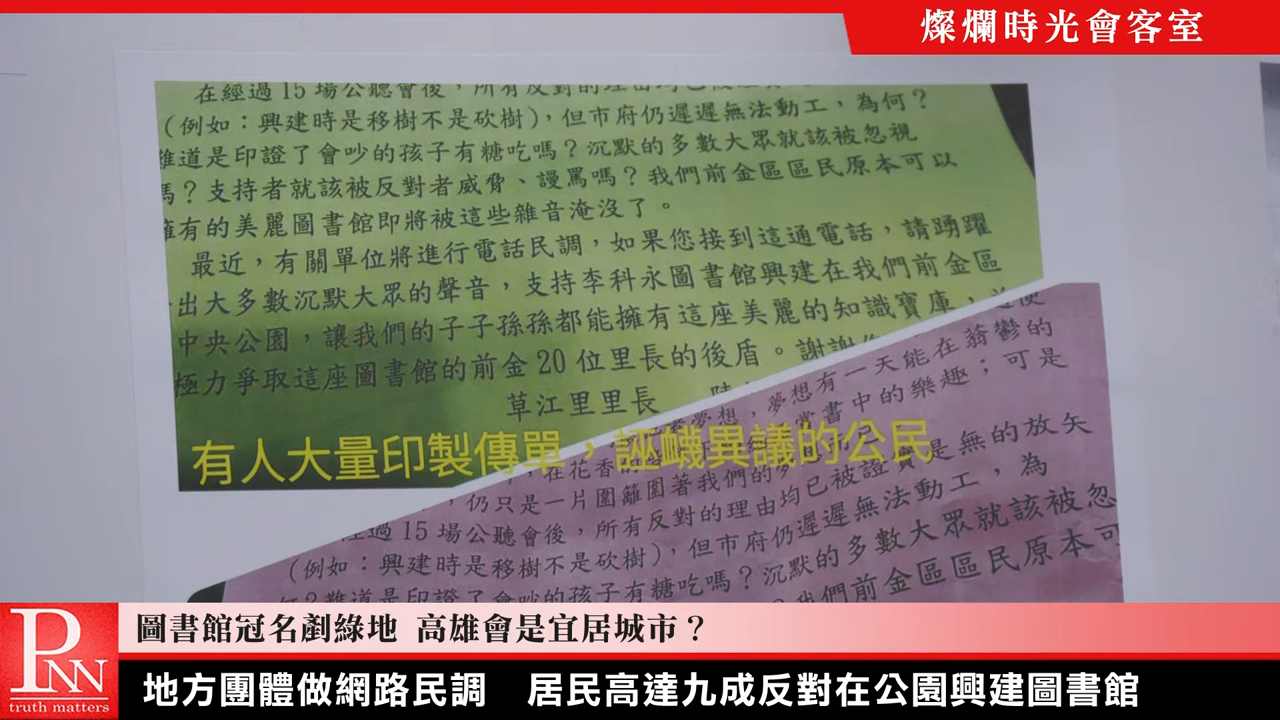 燦爛時光會客室
在經過15場公聽會後，所有反對的理由均已被
（例如：興建時是移樹不是砍樹），但市府仍遲遲無法動工，為何？
難道是印證了會吵的孩子有糖吃嗎？沉默的多數大眾就該被忽視
嗎？支持者就該被反對者威脅、謾罵嗎？我們前金區區民原本可以
擁有的美麗圖書館即將被這些雜音淹沒了。
最近，有關單位將進行電話民調，如果您接到這通電話，請踴躍
出大多數沉默大眾的聲音，支持李科永圖書館興建在我們前金區
中央公園，讓我們的子子孫孫都能擁有這座美麗的知識寶庫，
極力爭取這座圖書館的前金20位里長的後盾。謝謝
草江里里長
夢想，夢想有一天能在蓊鬱的
書中的樂趣；可是
有人大量印製傳單，誣衊異議的公民
，在花香的
，仍只是一片圍籬圍著我們的
已被證實是無的放矢
經過15場公聽會後，所有反對的理由均
（例如：興建時是移樹不是砍樹），但市府仍遲遲無法動工，為
何？難道是印證了會吵的孩子有糖吃嗎？沉默的多數大眾就該被忽
我們前金區區民原本可
圖書館冠名剷綠地 高雄會是宜居城市？
PNN
truth matters
地方團體做網路民調 居民高達九成反對在公園興建圖書館